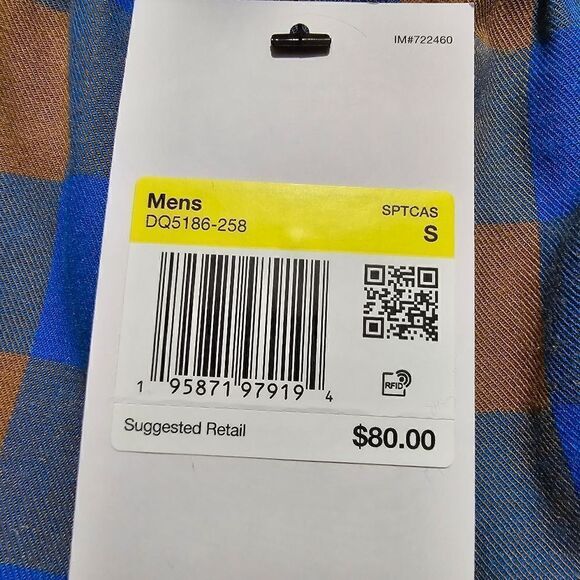 IM#722460
Mens
DQ5186-258
SPTCAS
S
1 95871 97919 4
RFID
Suggested Retail
$80.00